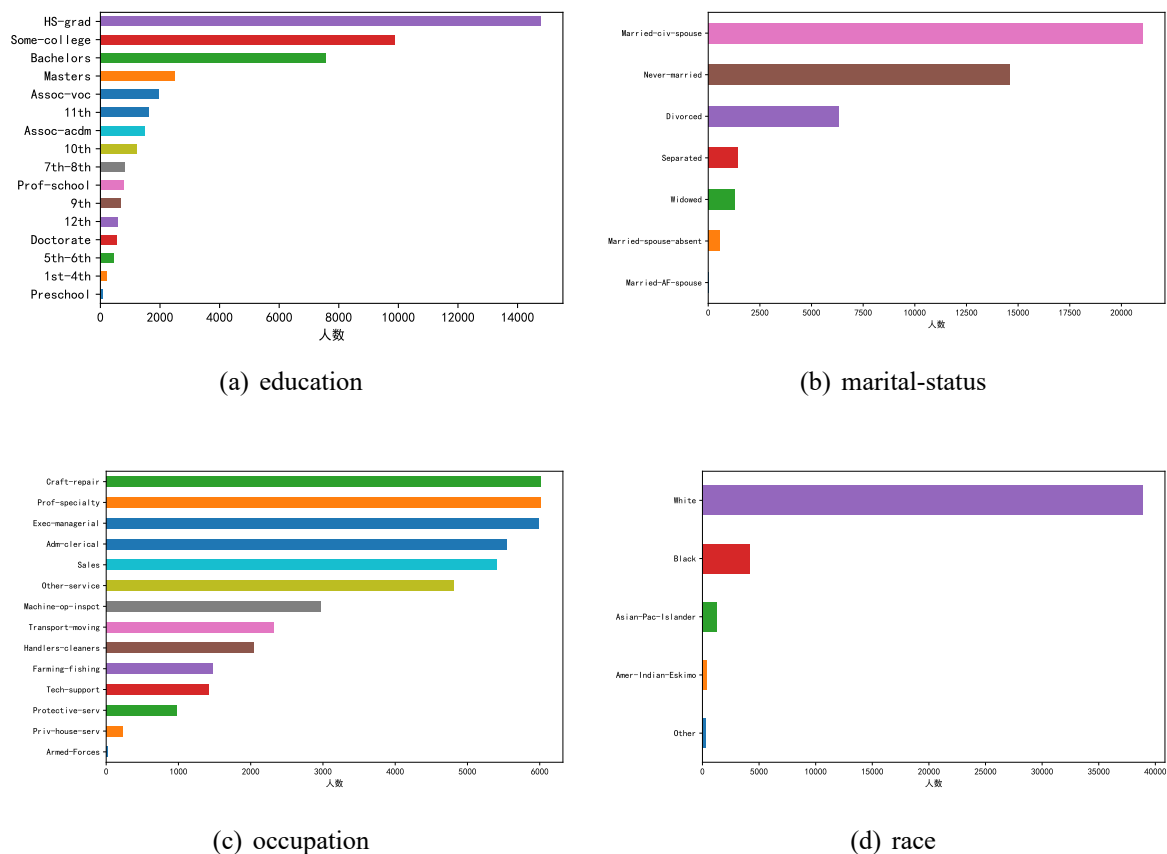 HS-grad
Some-college
Bachelors
Masters
Assoc-voc
11th
Assoc-acdm
10th
7th-8th
Prof-school
9th
12th
Doctorate
5th-6th
1st-4th
Preschool
0 2000 4000 6000 8000 10000 12000 14000
人数
(a) education
Married-civ-spouse
Never-married
Divorced
Separated
Widowed
Married-spouse-absent
Married-AF-spouse
0 2500 5000 7500 10000 12500 15000 17500 20000
人数
(b) marital-status
Craft-repair
Prof-specialty
Exec-managerial
Adm-clerical
Sales
Other-service
Machine-op-inspct
Transport-moving
Handlers-cleaners
Farming-fishing
Tech-support
Protective-serv
Priv-house-serv
Armed-Forces
0 1000 2000 3000 4000 5000 6000
人数
(c) occupation
White
Black
Asian-Pac-Islander
Amer-Indian-Eskimo
Other
0 5000 10000 15000 20000 25000 30000 35000 40000
人数
(d) race